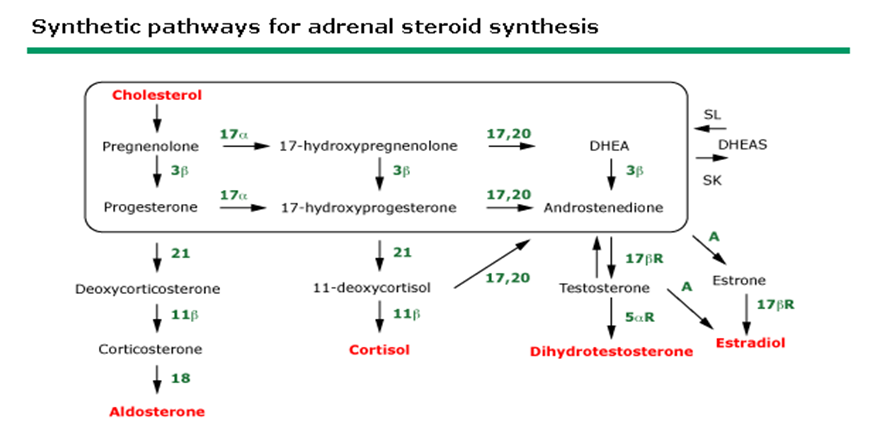 Synthetic pathways for adrenal steroid synthesis
Cholesterol
SL
17α
17,20
Pregnenolone
17-hydroxypregnenolone
DHEA
DHEAS
3β
3β
3β
SK
17α
17,20
Progesterone
17-hydroxyprogesterone
Androstenedione
A
21
21
17βR
17,20
Deoxycorticosterone
11-deoxycortisol
Testosterone
A
Estrone
11β
11β
5αR
17βR
Corticosterone
Cortisol
Dihydrotestosterone
Estradiol
18
Aldosterone